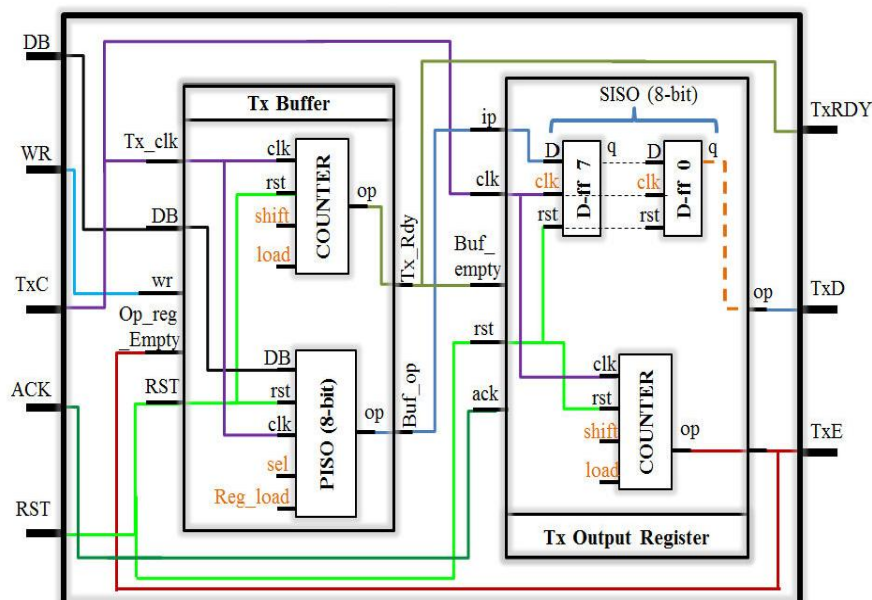 DB
WR
TxC
ACK
RST
Tx Buffer
Tx_clk
DB
wr
Op_reg
_Empty
RST
clk
rst
shift
load
COUNTER
op
DB
rst
clk
sel
Reg_load
PISO (8-bit)
op
Tx_Rdy
Buf_op
ip
clk
Buf_
empty
rst
ack
SISO (8-bit)
D
clk
rst
D-ff 7
q
D
clk
rst
D-ff 0
q
clk
rst
shift
load
COUNTER
op
op
Tx Output Register
TxRDY
TxD
TxE